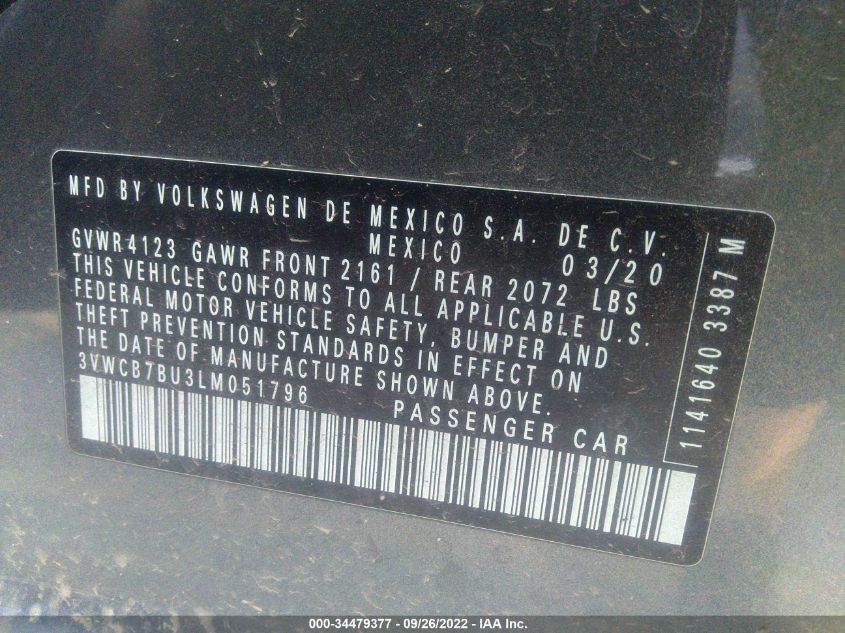 MFD BY VOLKSWAGEN DE MEXICO S.A. DE C.V.
MEXICO 03/20
GVWR4123 GAWR FRONT 2161 / REAR 2072 LBS
THIS VEHICLE CONFORMS TO ALL APPLICABLE U.S.
FEDERAL MOTOR VEHICLE SAFETY, BUMPER AND
THEFT PREVENTION STANDARDS IN EFFECT ON
THE DATE OF MANUFACTURE SHOWN ABOVE.
3VWCB7BU3LM051796 PASSENGER CAR
1141640 3387 M
000-34479377 - 09/26/2022 - IAA Inc.